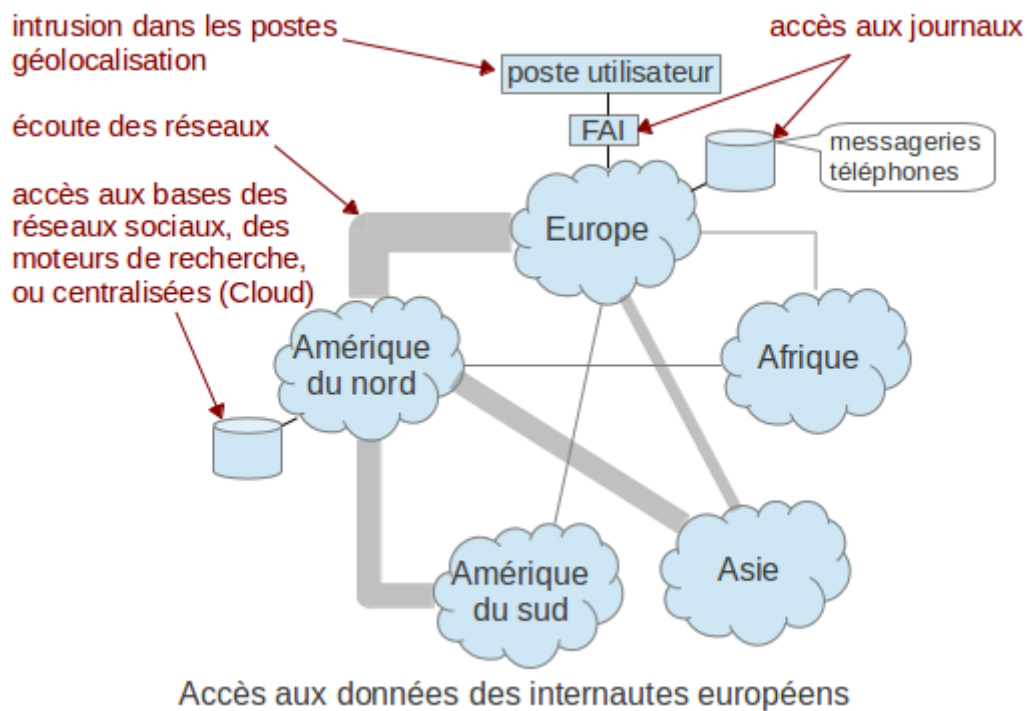 intrusion dans les postes
géolocalisation
accès aux journaux
poste utilisateur
écoute des réseaux
FAI
messageries
téléphones
accès aux bases des
réseaux sociaux, des
moteurs de recherche,
ou centralisées (Cloud)
Europe
Amérique
du nord
Afrique
Amérique
du sud
Asie
Accès aux données des internautes européens